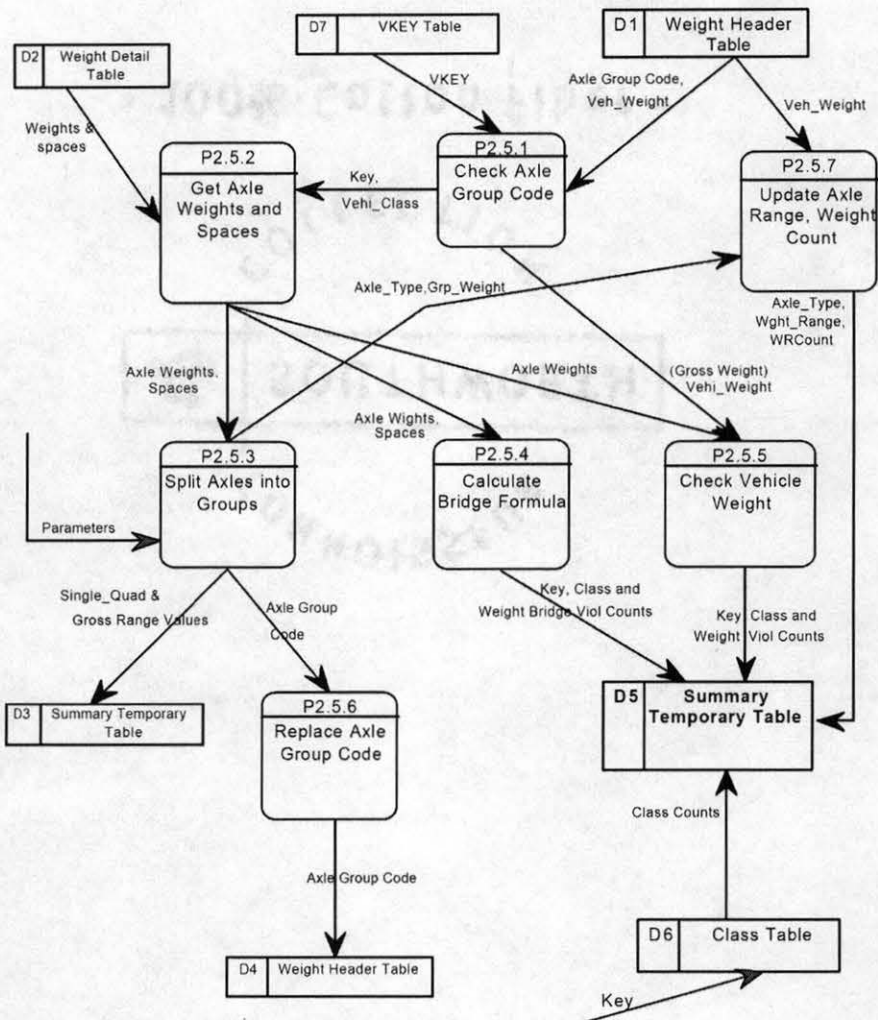 D2
Weight Detail
Table
D7
VKEY Table
D1
Weight Header
Table
Weights &
spaces
VKEY
Axle Group Code,
Veh_Weight
Veh_Weight
P2.5.2
Get Axle
Weights and
Spaces
Key,
Vehi_Class
P2.5.1
Check Axle
Group Code
P2.5.7
Update Axle
Range, Weight
Count
Axle_Type,Grp_Weight
Axle_Type,
Wght_Range,
WRCount
Axle Weights.
Spaces
Axle Wights.
Spaces
Axle Weights
(Gross Weight)
Vehi_Weight
P2.5.3
Split Axles into
Groups
P2.5.4
Calculate
Bridge Formula
P2.5.5
Check Vehicle
Weight
Parameters
Single_Quad &
Gross Range Values
Axle Group
Code
Key, Class and
Weight Bridge Viol Counts
Key, Class and
Weight Viol Counts
D3
Summary Temporary
Table
P2.5.6
Replace Axle
Group Code
D5
Summary
Temporary Table
Class Counts
Axle Group Code
D4
Weight Header Table
D6
Class Table
Key
100% Cotton Fiber
SOUTHWORTH